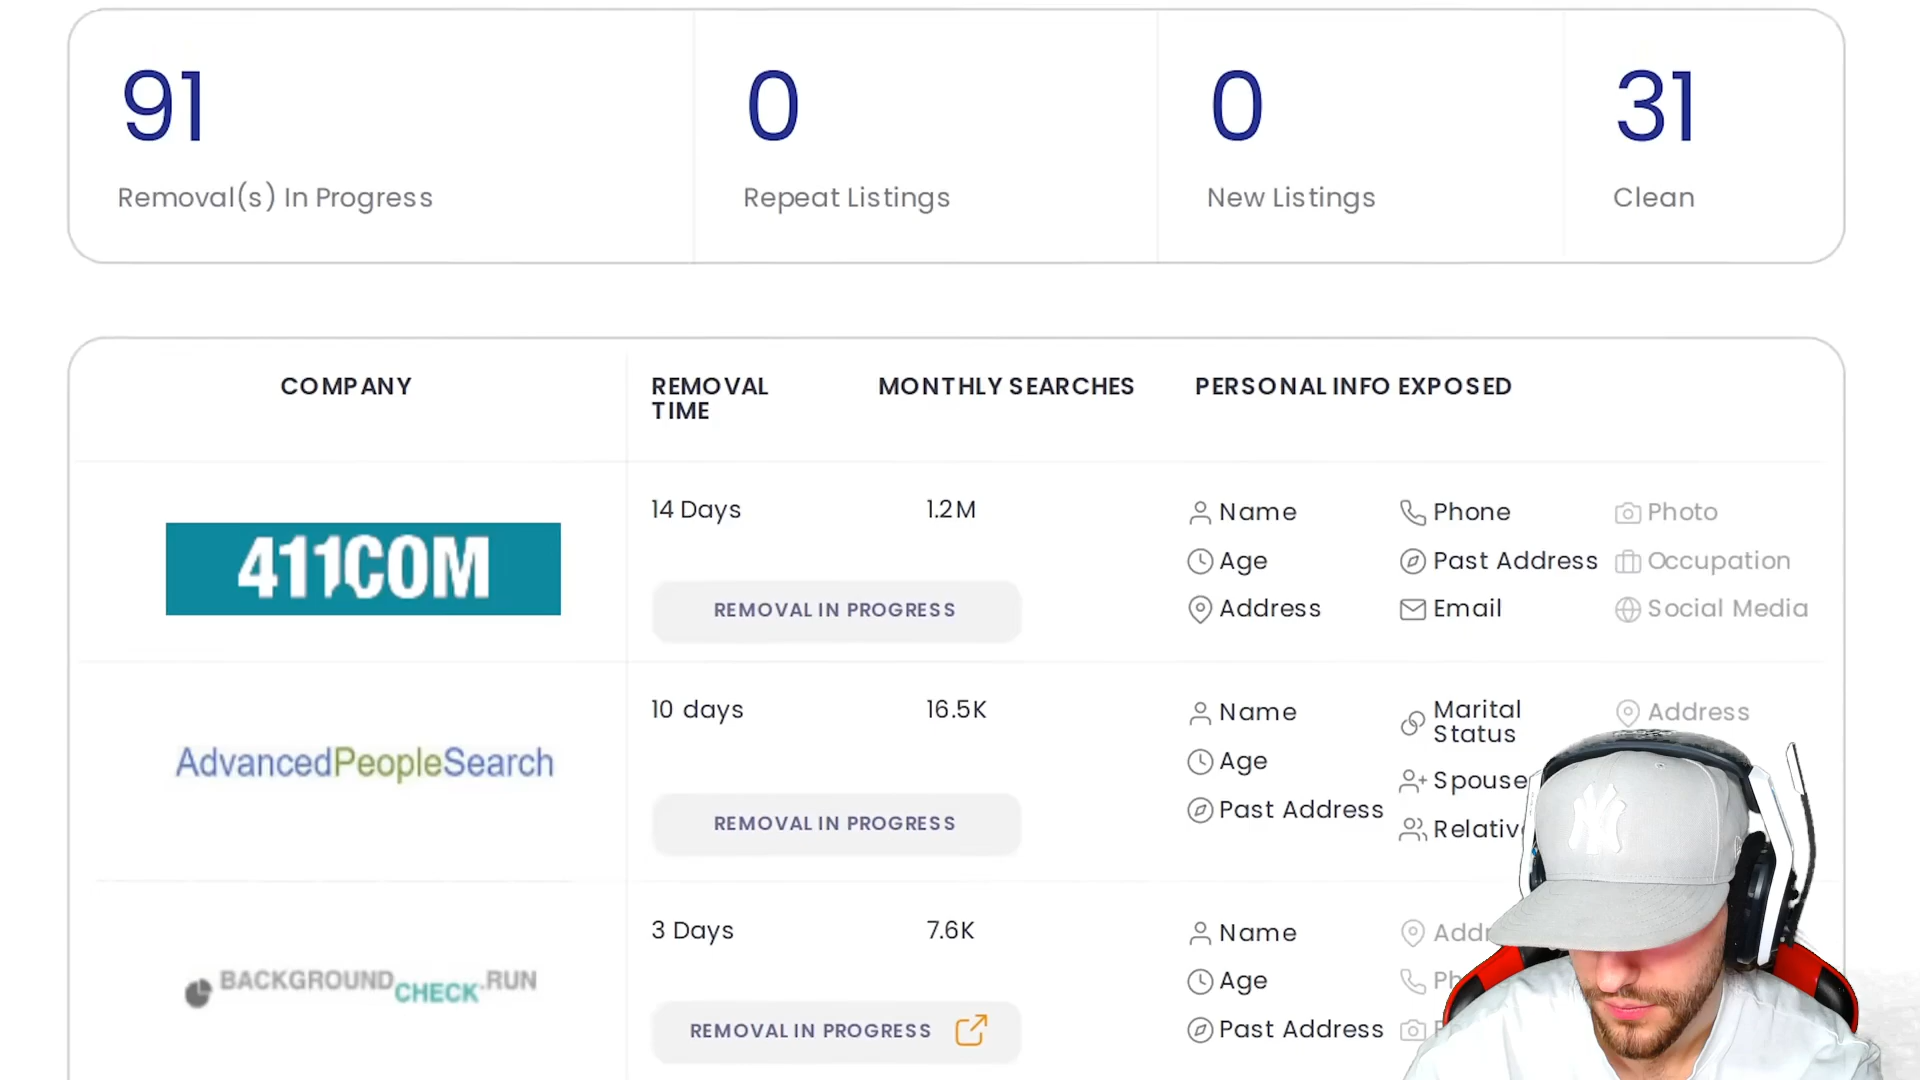 91
Removal(s) In Progress
0
Repeat Listings
0
New Listings
31
Clean
COMPANY
REMOVAL
TIME
MONTHLY SEARCHES
PERSONAL INFO EXPOSED
411COM
14 Days
1.2M
REMOVAL IN PROGRESS
Name
Phone
Photo
Age
Past Address
Occupation
Address
Email
Social Media
AdvancedPeopleSearch
10 days
16.5K
REMOVAL IN PROGRESS
Name
Marital
Status
Address
Age
Spouse
Past Address
BACKGROUNDCHECK.RUN
3 Days
7.6K
REMOVAL IN PROGRESS
Name
Age
Past Address
NY